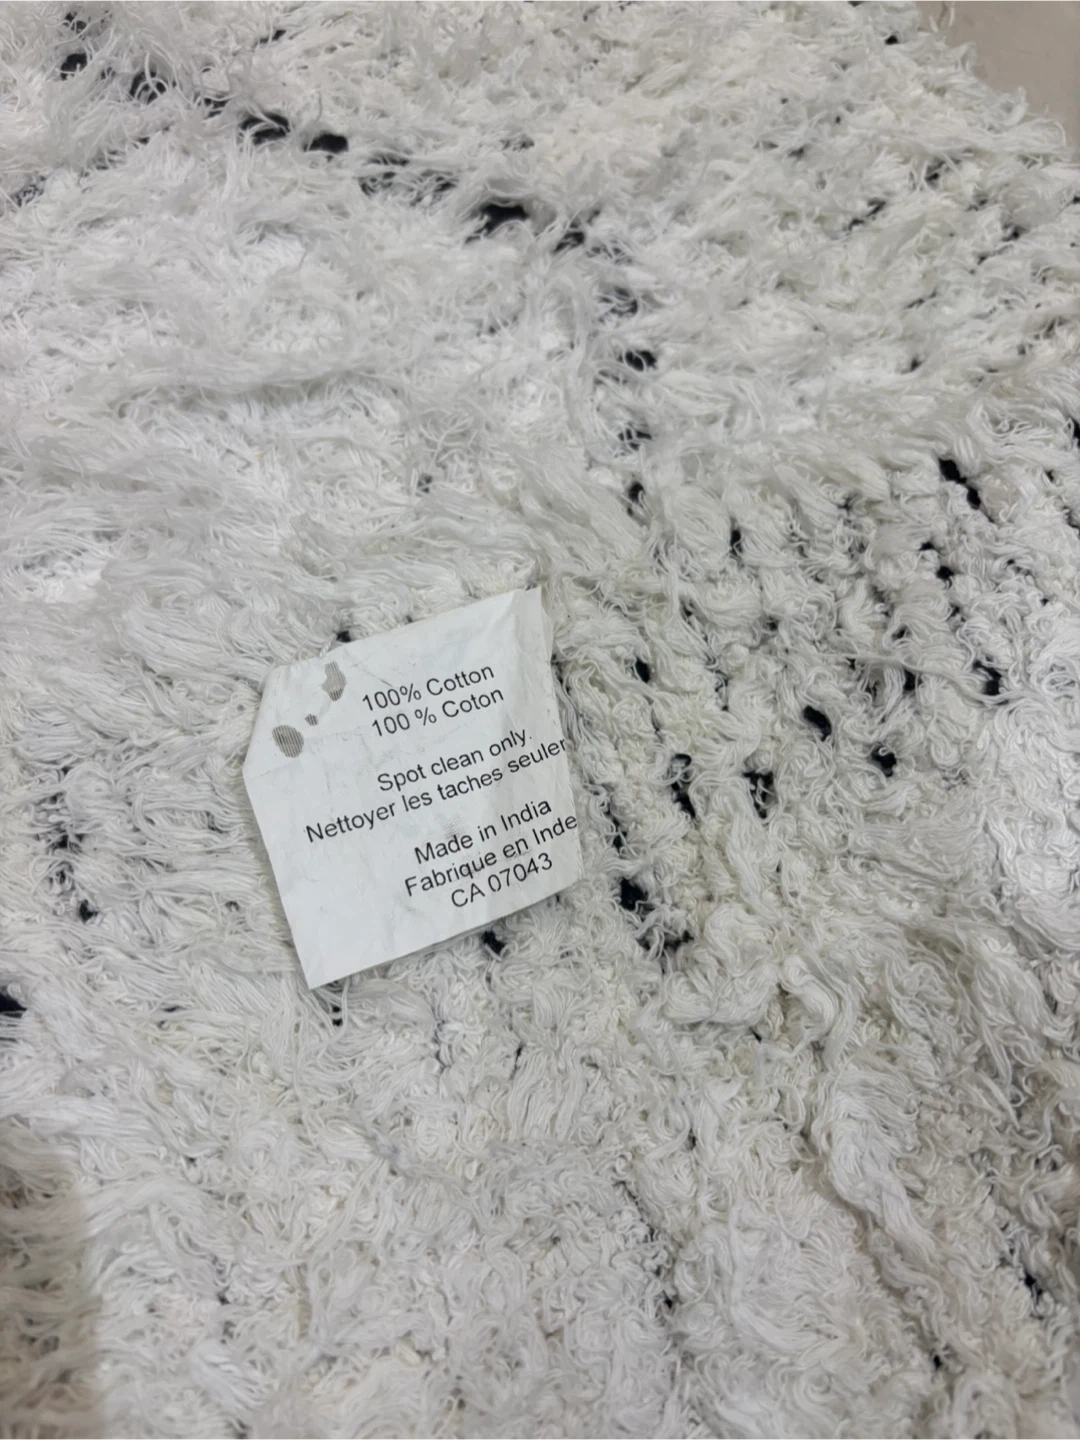 100% Cotton
100 % Coton
Spot clean only.
Nettoyer les taches seuler
Made in India
Fabrique en Inde
CA 07043